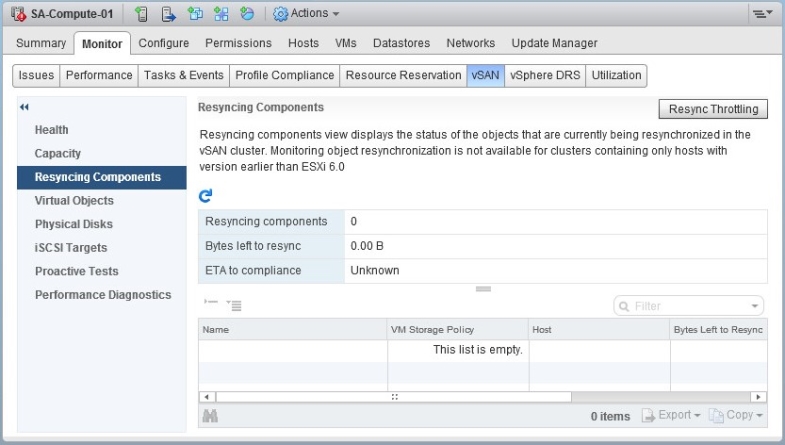 SA-Compute-01 Actions
Summary Monitor Configure Permissions Hosts VMs Datastores Networks Update Manager
Issues Performance Tasks & Events Profile Compliance Resource Reservation vSAN vSphere DRS Utilization
Health
Capacity
Resyncing Components
Virtual Objects
Physical Disks
iSCSI Targets
Proactive Tests
Performance Diagnostics
Resyncing Components Resync Throttling
Resyncing components view displays the status of the objects that are currently being resynchronized in the
vSAN cluster. Monitoring object resynchronization is not available for clusters containing only hosts with
version earlier than ESXi 6.0
Resyncing components 0
Bytes left to resync 0.00 B
ETA to compliance Unknown
Filter
Name VM Storage Policy Host Bytes Left to Resync
This list is empty.
0 items Export Copy